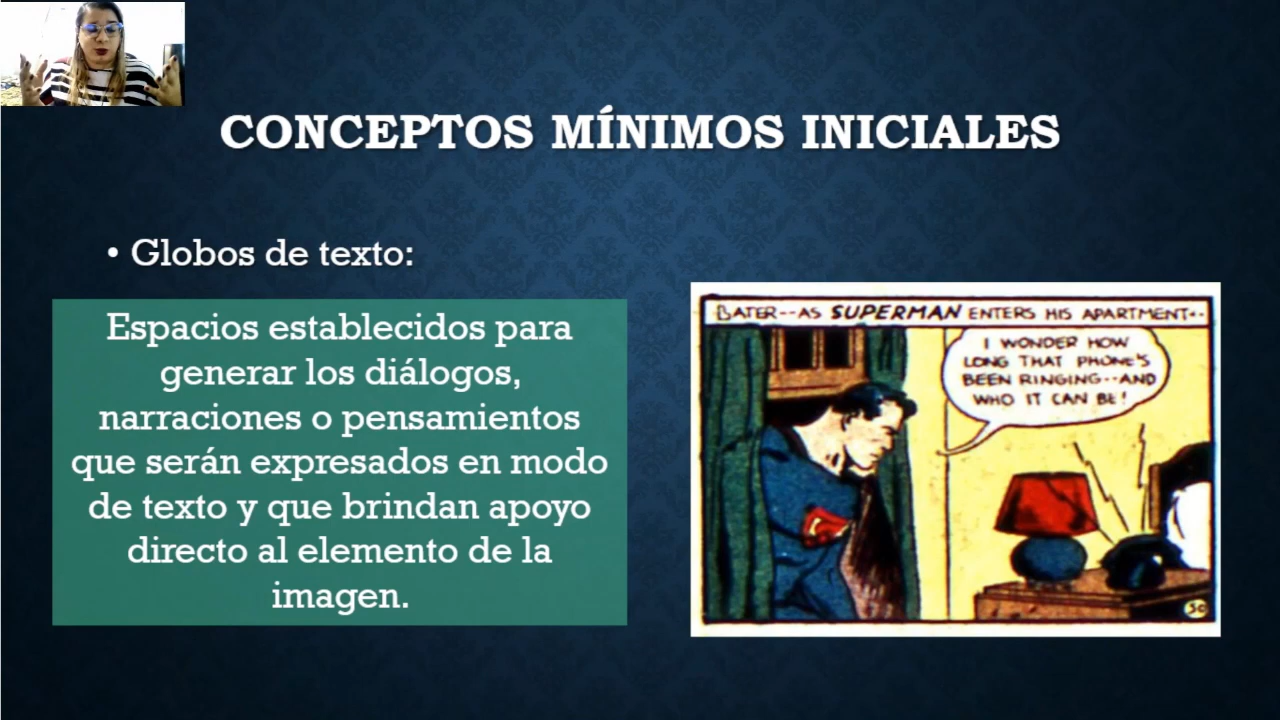 CONCEPTOS MÍNIMOS INICIALES
• Globos de texto:
Espacios establecidos para
generar los diálogos,
narraciones o pensamientos
que serán expresados en modo
de texto y que brindan apoyo
directo al elemento de la
imagen.
LATER--AS SUPERMAN ENTERS HIS APARTMENT--
I WONDER HOW
LONG THAT PHONE'S
BEEN RINGING--AND
WHO IT CAN BE!